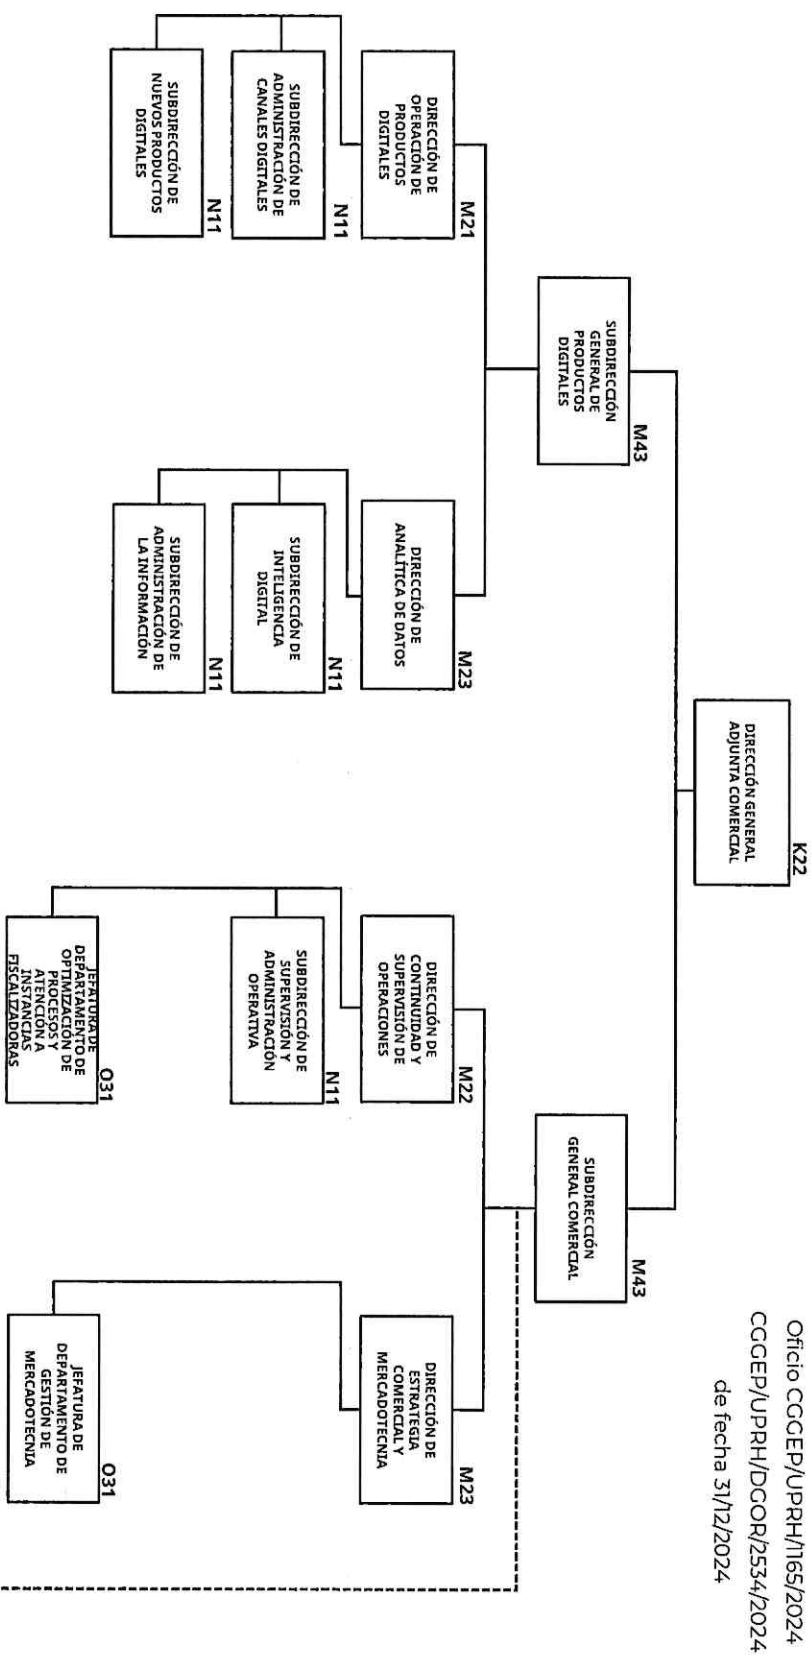 Oficio CGGEP/UPRH/1165/2024
CGGEP/UPRH/DGOR/2534/2024
de fecha 31/12/2024
K22
DIRECCIÓN GENERAL
ADJUNTA COMERCIAL
M43
SUBDIRECCIÓN
GENERAL DE
PRODUCTOS
DIGITALES
M43
SUBDIRECCIÓN
GENERAL COMERCIAL
M21
DIRECCIÓN DE
OPERACIÓN DE
PRODUCTOS
DIGITALES
M23
DIRECCIÓN DE
ANALÍTICA DE DATOS
M22
DIRECCIÓN DE
CONTINUIDAD Y
SUPERVISIÓN DE
OPERACIONES
M23
DIRECCIÓN DE
ESTRATEGIA
COMERCIAL Y
MERCADOTECNIA
N11
SUBDIRECCIÓN DE
ADMINISTRACIÓN DE
CANALES DIGITALES
N11
SUBDIRECCIÓN DE
INTELIGENCIA
DIGITAL
N11
SUBDIRECCIÓN DE
SUPERVISIÓN Y
ADMINISTRACIÓN
OPERATIVA
N11
SUBDIRECCIÓN DE
NUEVOS PRODUCTOS
DIGITALES
N11
SUBDIRECCIÓN DE
ADMINISTRACIÓN DE
LA INFORMACIÓN
O31
JEFATURA DE
DEPARTAMENTO DE
OPTIMIZACIÓN DE
PROCESOS Y
ATENCIÓN A
INSTANCIAS
FISCALIZADORAS
O31
JEFATURA DE
DEPARTAMENTO DE
GESTIÓN DE
MERCADOTECNIA